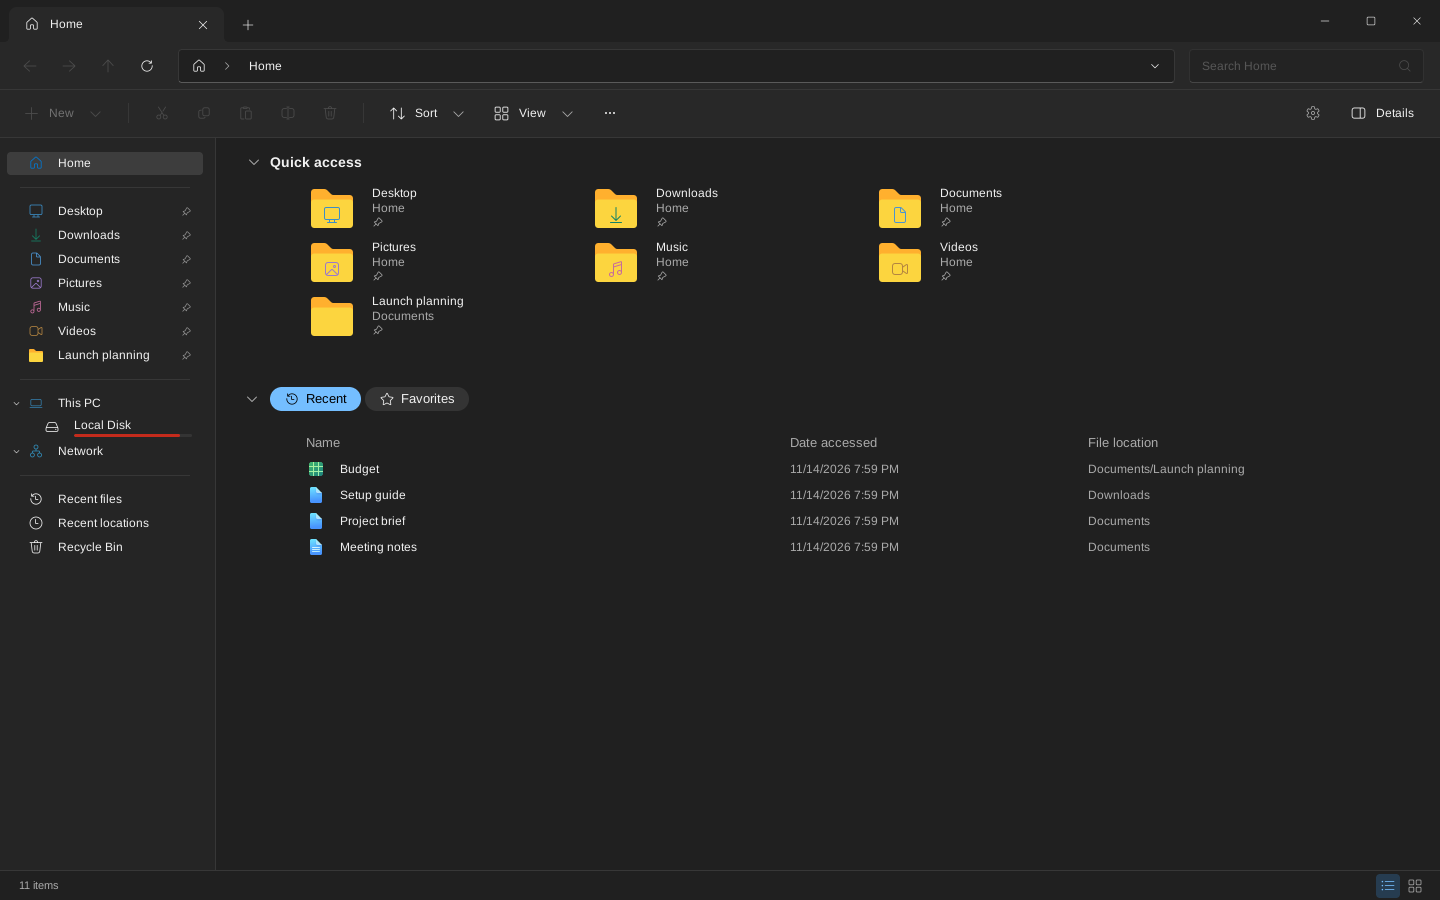 Home
Home
Search Home
New
Sort
View
Details
Home
Desktop
Downloads
Documents
Pictures
Music
Videos
Launch planning
This PC
Local Disk
Network
Recent files
Recent locations
Recycle Bin
Quick access
Desktop
Home
Downloads
Home
Documents
Home
Pictures
Home
Music
Home
Videos
Home
Launch planning
Documents
Recent
Favorites
Name Date accessed File location
Budget 11/14/2026 7:59 PM Documents/Launch planning
Setup guide 11/14/2026 7:59 PM Downloads
Project brief 11/14/2026 7:59 PM Documents
Meeting notes 11/14/2026 7:59 PM Documents
11 items